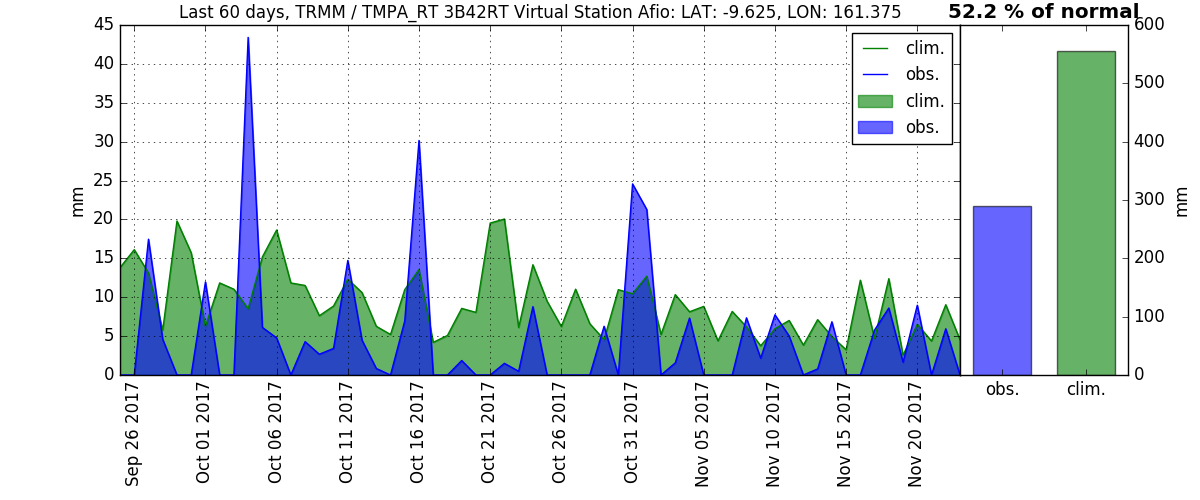 Last 60 days, TRMM / TMPA_RT 3B42RT Virtual Station Afio: LAT: -9.625, LON: 161.375
52.2 % of normal
45
40
35
30
25
20
15
10
5
0
mm
clim.
obs.
clim.
obs.
600
500
400
300
200
100
0
mm
Sep 26 2017
Oct 01 2017
Oct 06 2017
Oct 11 2017
Oct 16 2017
Oct 21 2017
Oct 26 2017
Oct 31 2017
Nov 05 2017
Nov 10 2017
Nov 15 2017
Nov 20 2017
obs.
clim.